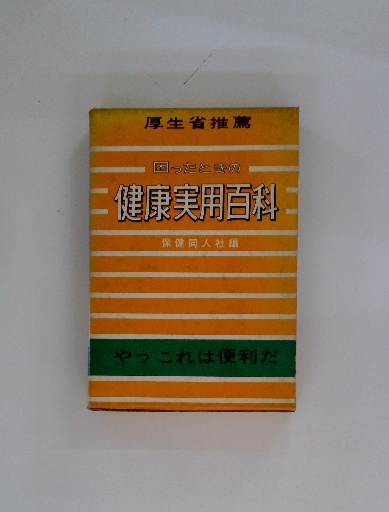 厚生省推薦
困ったときの
健康実用百科
保健同人社編
やっ これは便利だ